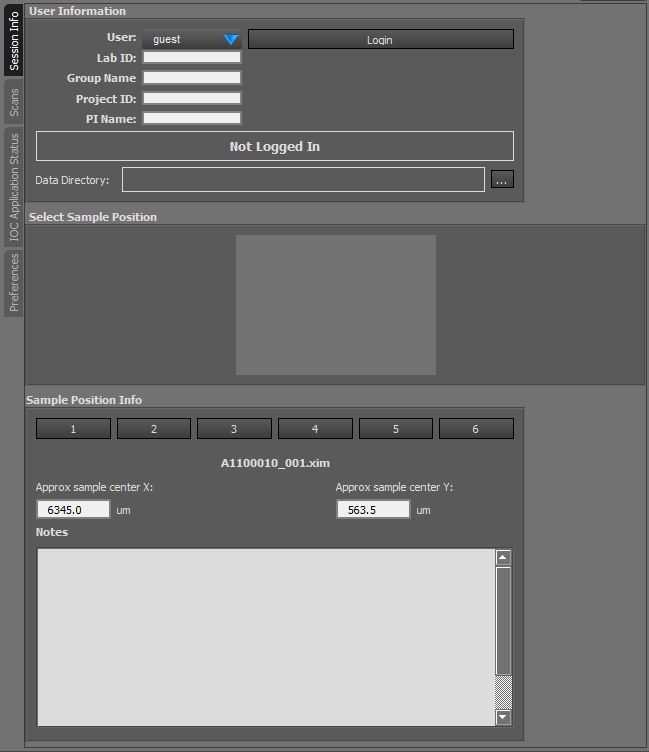 User Information
User: guest Login
Lab ID:
Group Name
Project ID:
PI Name:
Not Logged In
Data Directory: ...
Select Sample Position
Sample Position Info
1 2 3 4 5 6
A1100010_001.xim
Approx sample center X: Approx sample center Y:
6345.0 um 563.5 um
Notes
Session Info
Scans
IOC Application Status
Preferences